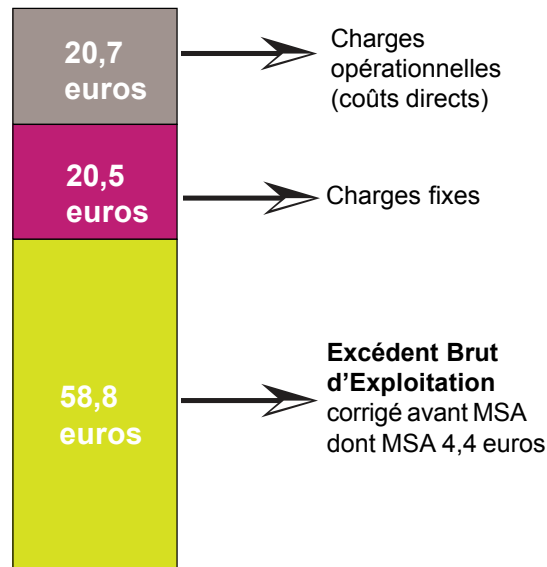 20,7
euros
Charges
opérationnelles
(coûts directs)
20,5
euros
Charges fixes
58,8
euros
Excédent Brut
d’Exploitation
corrigé avant MSA
dont MSA 4,4 euros